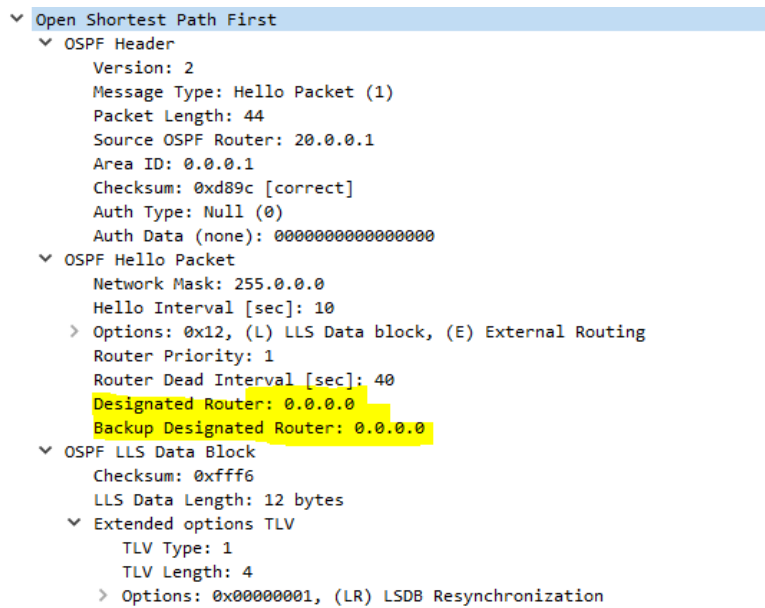 Open Shortest Path First
OSPF Header
Version: 2
Message Type: Hello Packet (1)
Packet Length: 44
Source OSPF Router: 20.0.0.1
Area ID: 0.0.0.1
Checksum: 0xd89c [correct]
Auth Type: Null (0)
Auth Data (none): 0000000000000000
OSPF Hello Packet
Network Mask: 255.0.0.0
Hello Interval [sec]: 10
Options: 0x12, (L) LLS Data block, (E) External Routing
Router Priority: 1
Router Dead Interval [sec]: 40
Designated Router: 0.0.0.0
Backup Designated Router: 0.0.0.0
OSPF LLS Data Block
Checksum: 0xfff6
LLS Data Length: 12 bytes
Extended options TLV
TLV Type: 1
TLV Length: 4
Options: 0x00000001, (LR) LSDB Resynchronization